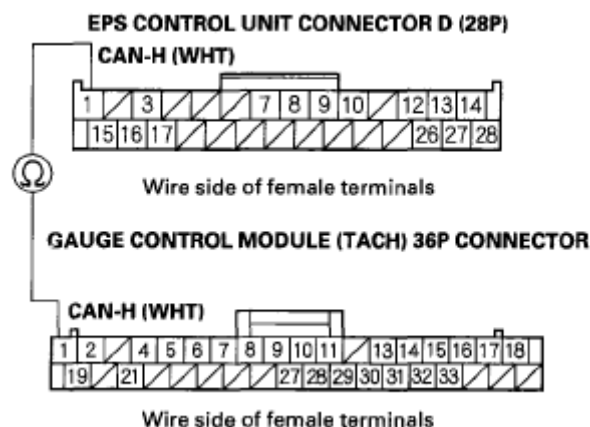 EPS CONTROL UNIT CONNECTOR D (28P)
CAN-H (WHT)
1 3 7 8 9 10 12 13 14
15 16 17 26 27 28
Ω
Wire side of female terminals
GAUGE CONTROL MODULE (TACH) 36P CONNECTOR
CAN-H (WHT)
1 2 4 5 6 7 8 9 10 11 13 14 15 16 17 18
19 21 27 28 29 30 31 32 33
Wire side of female terminals